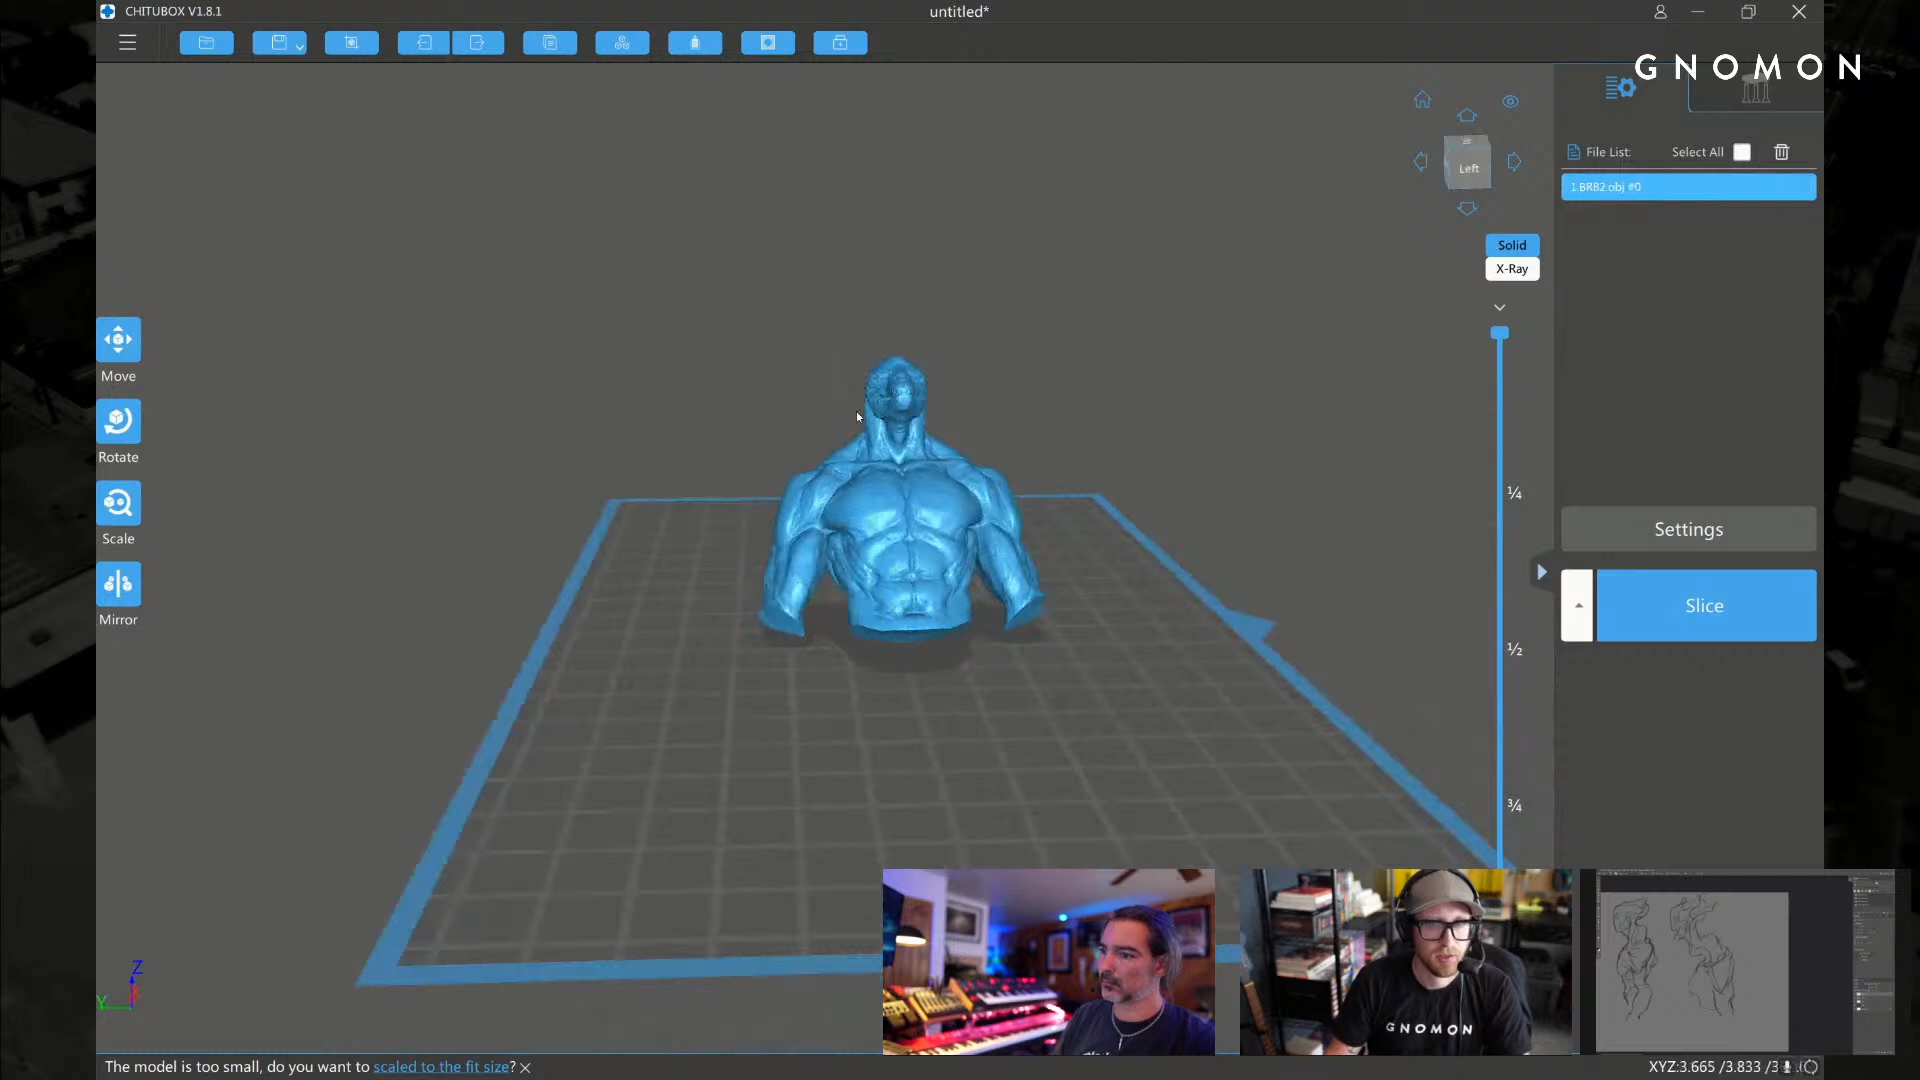 CHITUBOX V1.8.1
untitled*
GNOMON
File List:
Select All
1.BRB2.obj #0
Left
Solid
X-Ray
Move
Rotate
Scale
Mirror
¼
½
¾
Settings
Slice
Z
Y
GNOMON
The model is too small, do you want to scaled to the fit size?
XYZ:3.665 /3.833 /3